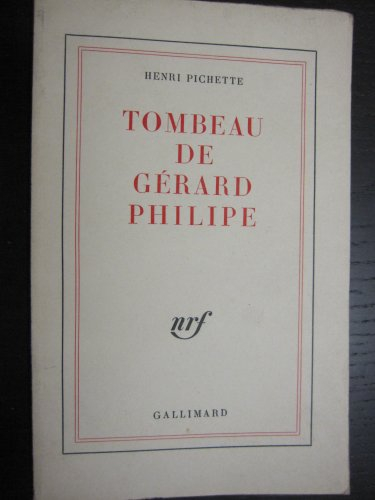 HENRI PICHETTE
TOMBEAU
DE
GÉRARD
PHILIPE
nrf
GALLIMARD